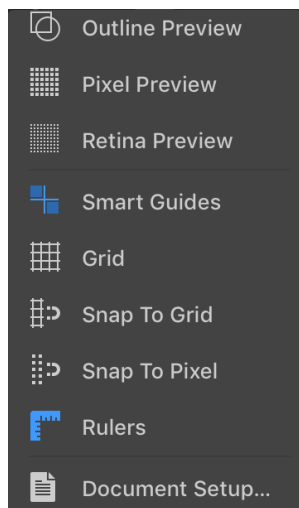 Outline Preview
Pixel Preview
Retina Preview
Smart Guides
Grid
Snap To Grid
Snap To Pixel
Rulers
Document Setup...